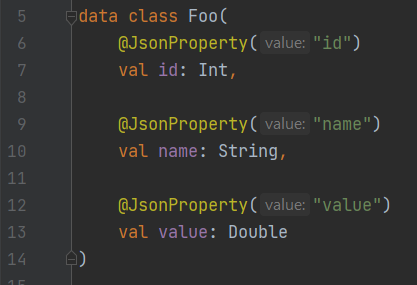 5 data class Foo(
6 @JsonProperty( value: "id")
7 val id: Int,
8
9 @JsonProperty( value: "name")
10 val name: String,
11
12 @JsonProperty( value: "value")
13 val value: Double
14 )